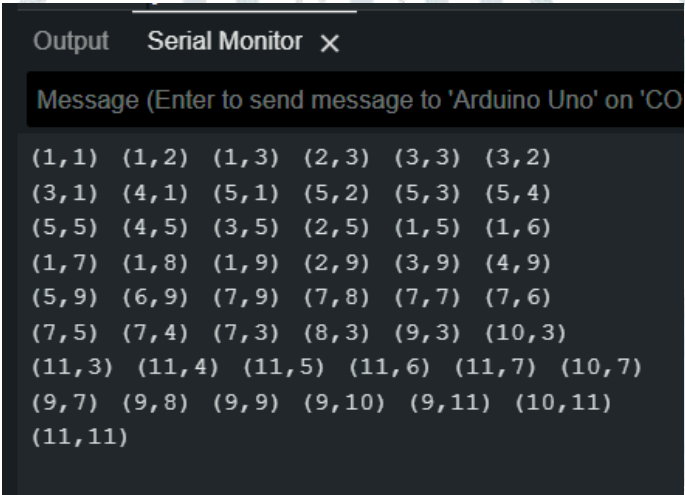 Output Serial Monitor ×
Message (Enter to send message to 'Arduino Uno' on 'CO
(1,1) (1,2) (1,3) (2,3) (3,3) (3,2)
(3,1) (4,1) (5,1) (5,2) (5,3) (5,4)
(5,5) (4,5) (3,5) (2,5) (1,5) (1,6)
(1,7) (1,8) (1,9) (2,9) (3,9) (4,9)
(5,9) (6,9) (7,9) (7,8) (7,7) (7,6)
(7,5) (7,4) (7,3) (8,3) (9,3) (10,3)
(11,3) (11,4) (11,5) (11,6) (11,7) (10,7)
(9,7) (9,8) (9,9) (9,10) (9,11) (10,11)
(11,11)